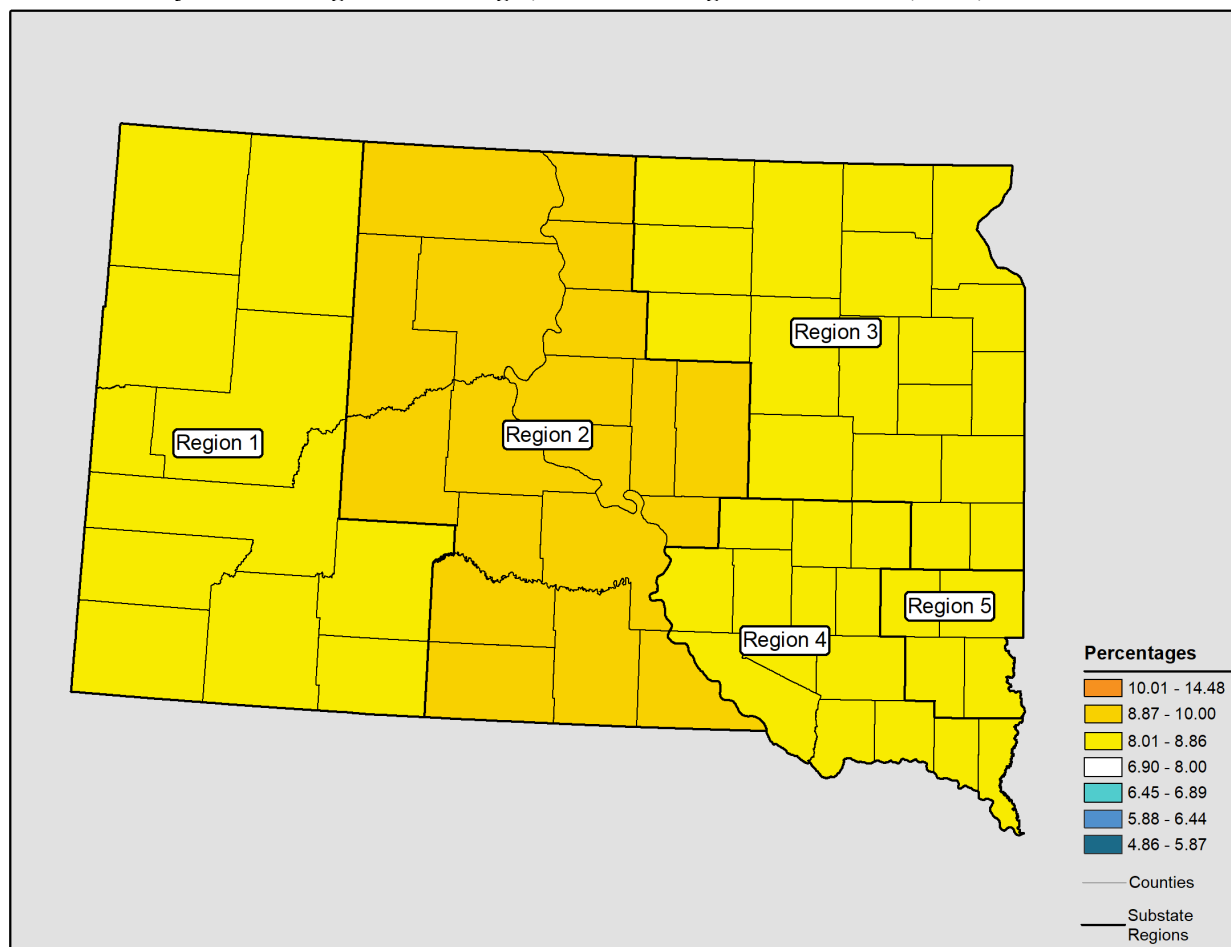 Region 3
Region 2
Region 1
Region 5
Region 4
Percentages
10.01 - 14.48
8.87 - 10.00
8.01 - 8.86
6.90 - 8.00
6.45 - 6.89
5.88 - 6.44
4.86 - 5.87
Counties
Substate
Regions